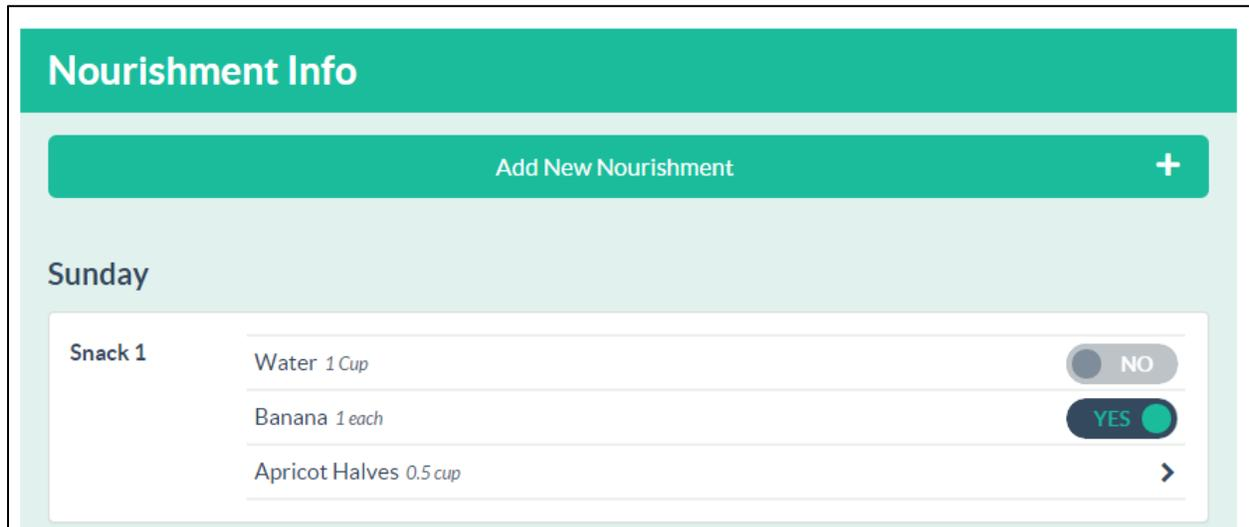 Nourishment Info
Add New Nourishment +
Sunday
Snack 1 Water 1 Cup NO
Banana 1 each YES
Apricot Halves 0.5 cup